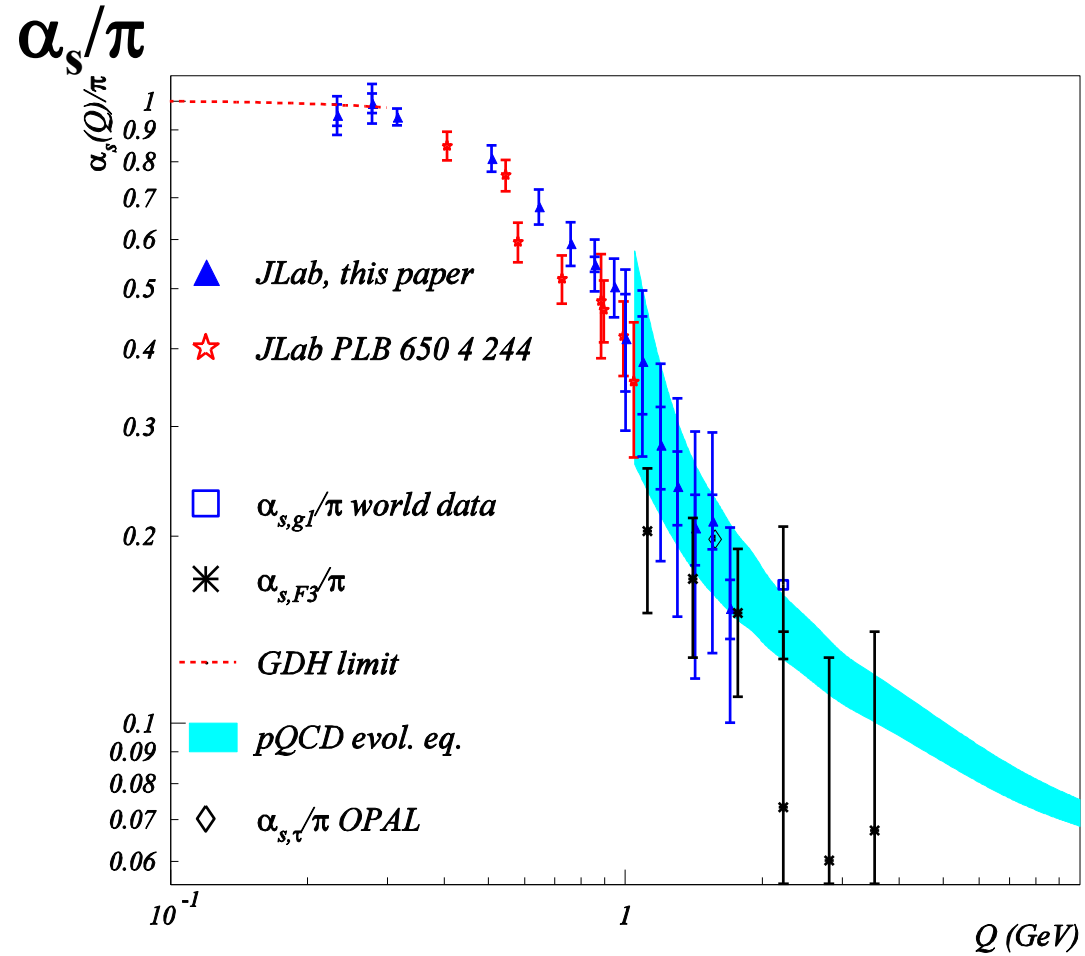 αs/π
αs(Q)/π
1
0.9
0.8
0.7
0.6
0.5
0.4
0.3
0.2
0.1
0.09
0.08
0.07
0.06
JLab, this paper
JLab PLB 650 4 244
αs,g1/π world data
αs,F3/π
GDH limit
pQCD evol. eq.
αs,τ/π OPAL
10 -1
1
Q (GeV)